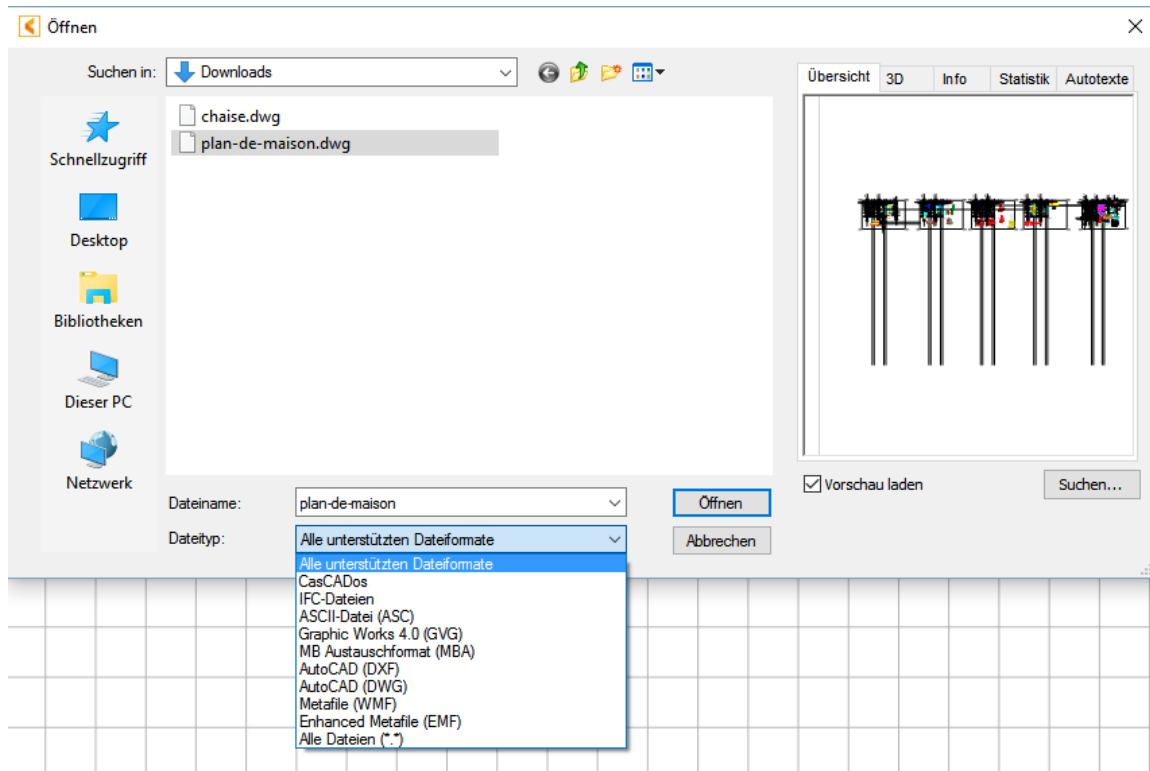 Öffnen
Suchen in:
Downloads
Übersicht 3D Info Statistik Autotexte
chaise.dwg
plan-de-maison.dwg
Schnellzugriff
Desktop
Bibliotheken
Dieser PC
Netzwerk
Vorschau laden
Suchen...
Dateiname:
plan-de-maison
Öffnen
Dateityp:
Alle unterstützten Dateiformate
Abbrechen
Alle unterstützten Dateiformate
CasCADos
IFC-Dateien
ASCII-Datei (ASC)
Graphic Works 4.0 (GVG)
MB Austauschformat (MBA)
AutoCAD (DXF)
AutoCAD (DWG)
Metafile (WMF)
Enhanced Metafile (EMF)
Alle Dateien (*.*)